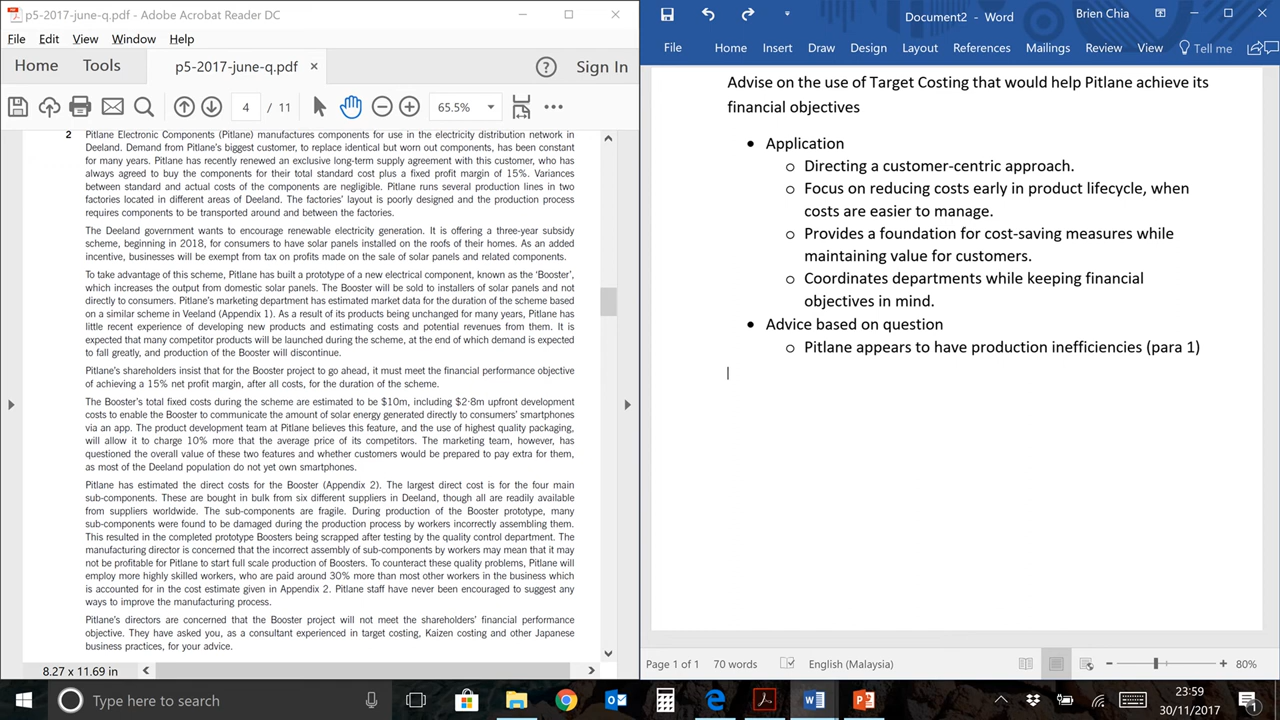 p5-2017-june-q.pdf - Adobe Acrobat Reader DC
File Edit View Window Help
Home Tools p5-2017-june-q.pdf × Sign In
4 / 11 65.5%
2 Pitlane Electronic Components (Pitlane) manufactures components for use in the electricity distribution network in
Deeland. Demand from Pitlane's biggest customer, to replace identical but worn out components, has been constant
for many years. Pitlane has recently renewed an exclusive long-term supply agreement with this customer, who has
always agreed to buy the components for their total standard cost plus a fixed profit margin of 15%. Variances
between standard and actual costs of the components are negligible. Pitlane runs several production lines in two
factories located in different areas of Deeland. The factories' layout is poorly designed and the production process
requires components to be transported around and between the factories.
The Deeland government wants to encourage renewable electricity generation. It is offering a three-year subsidy
scheme, beginning in 2018, for consumers to have solar panels installed on the roofs of their homes. As an added
incentive, businesses will be exempt from tax on profits made on the sale of solar panels and related components.
To take advantage of this scheme, Pitlane has built a prototype of a new electrical component, known as the 'Booster',
which increases the output from domestic solar panels. The Booster will be sold to installers of solar panels and not
directly to consumers. Pitlane's marketing department has estimated market data for the duration of the scheme based
on a similar scheme in Veeland (Appendix 1). As a result of its products being unchanged for many years, Pitlane has
little recent experience of developing new products and estimating costs and potential revenues from them. It is
expected that many competitor products will be launched during the scheme, at the end of which demand is expected
to fall greatly, and production of the Booster will discontinue.
Pitlane's shareholders insist that for the Booster project to go ahead, it must meet the financial performance objective
of achieving a 15% net profit margin, after all costs, for the duration of the scheme.
The Booster's total fixed costs during the scheme are estimated to be $10m, including $2·8m upfront development
costs to enable the Booster to communicate the amount of solar energy generated directly to consumers' smartphones
via an app. The product development team at Pitlane believes this feature, and the use of highest quality packaging,
will allow it to charge 10% more that the average price of its competitors. The marketing team, however, has
questioned the overall value of these two features and whether customers would be prepared to pay extra for them,
as most of the Deeland population do not yet own smartphones.
Pitlane has estimated the direct costs for the Booster (Appendix 2). The largest direct cost is for the four main
sub-components. These are bought in bulk from six different suppliers in Deeland, though all are readily available
from suppliers worldwide. The sub-components are fragile. During production of the Booster prototype, many
sub-components were found to be damaged during the production process by workers incorrectly assembling them.
This resulted in the completed prototype Boosters being scrapped after testing by the quality control department. The
manufacturing director is concerned that the incorrect assembly of sub-components by workers may mean that it may
not be profitable for Pitlane to start full scale production of Boosters. To counteract these quality problems, Pitlane will
employ more highly skilled workers, who are paid around 30% more than most other workers in the business which
is accounted for in the cost estimate given in Appendix 2. Pitlane staff have never been encouraged to suggest any
ways to improve the manufacturing process.
Pitlane's directors are concerned that the Booster project will not meet the shareholders' financial performance
objective. They have asked you, as a consultant experienced in target costing, Kaizen costing and other Japanese
business practices, for your advice.
8.27 x 11.69 in
Document2 - Word Brien Chia
File Home Insert Draw Design Layout References Mailings Review View Tell me
Advise on the use of Target Costing that would help Pitlane achieve its
financial objectives
• Application
o Directing a customer-centric approach.
o Focus on reducing costs early in product lifecycle, when
costs are easier to manage.
o Provides a foundation for cost-saving measures while
maintaining value for customers.
o Coordinates departments while keeping financial
objectives in mind.
• Advice based on question
o Pitlane appears to have production inefficiencies (para 1)
Page 1 of 1 70 words English (Malaysia) 80%
Type here to search
23:59
30/11/2017
1